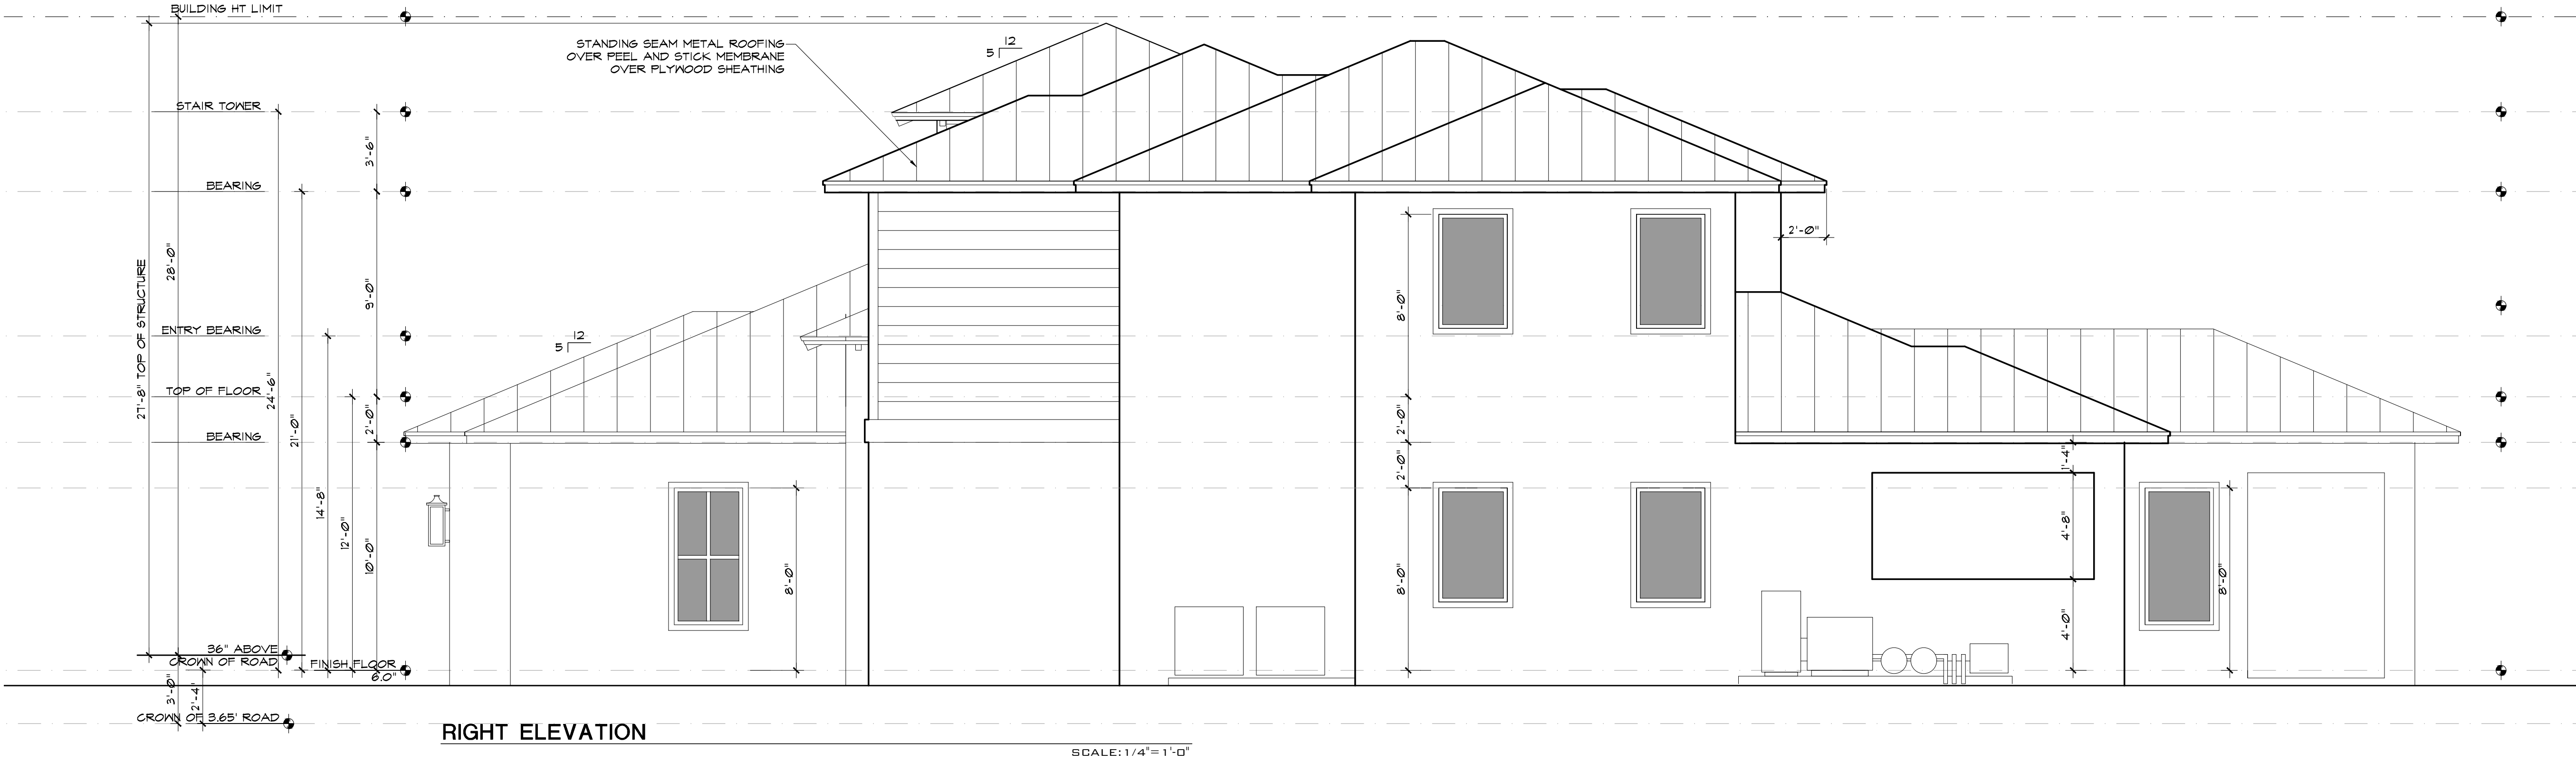 BUILDING HT LIMIT
STANDING SEAM METAL ROOFING
OVER PEEL AND STICK MEMBRANE
OVER PLYWOOD SHEATHING
12
5
STAIR TOWER
3'-6"
BEARING
2'-0"
28'-0"
27'-8" TOP OF STRUCTURE
9'-0"
8'-0"
ENTRY BEARING
12
5
24'-6"
TOP OF FLOOR
21'-0"
2'-0"
2'-0"
BEARING
2'-0"
1'-4"
14'-8"
12'-0"
10'-0"
8'-0"
8'-0"
4'-8"
8'-0"
4'-0"
36" ABOVE
CROWN OF ROAD
FINISH FLOOR
6.0"
3'-0"
2'-4"
CROWN OF 3.65' ROAD
RIGHT ELEVATION
SCALE: 1/4"=1'-0"